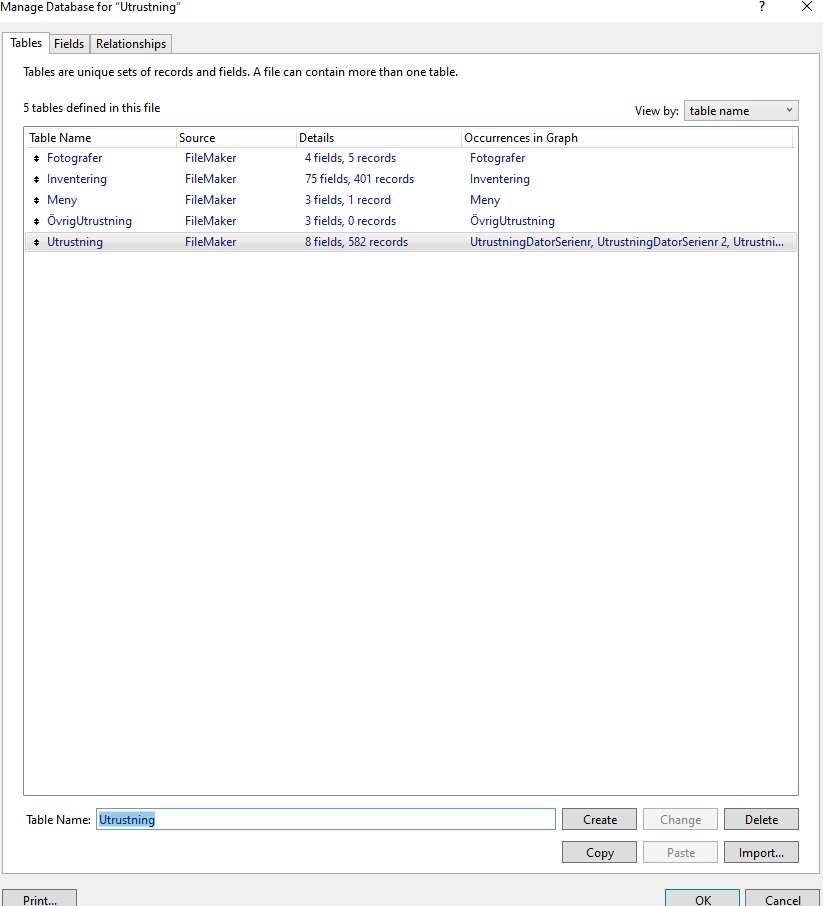 Manage Database for "Utrustning"
?
Tables Fields Relationships
Tables are unique sets of records and fields. A file can contain more than one table.
5 tables defined in this file
View by: table name
Table Name Source Details Occurrences in Graph
Fotografer FileMaker 4 fields, 5 records Fotografer
Inventering FileMaker 75 fields, 401 records Inventering
Meny FileMaker 3 fields, 1 record Meny
ÖvrigUtrustning FileMaker 3 fields, 0 records ÖvrigUtrustning
Utrustning FileMaker 8 fields, 582 records UtrustningDatorSerienr, UtrustningDatorSerienr 2, Utrustni...
Table Name: Utrustning Create Change Delete
Copy Paste Import...
Print... OK Cancel